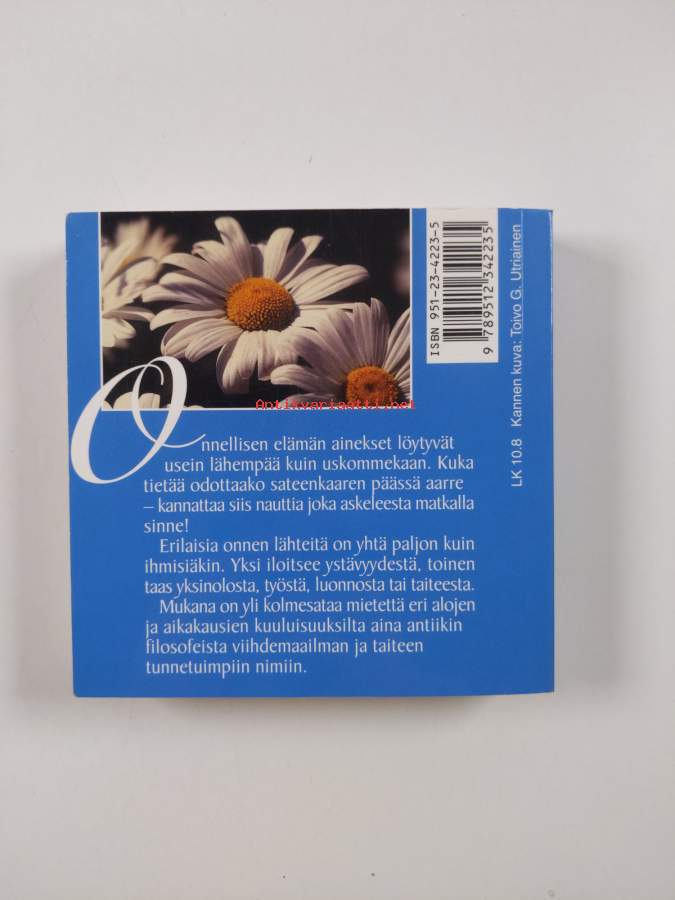 ISBN 951-23-4223-5
9 789512 342235
LK 10.8 Kannen kuva: Toivo G. Utriainen
Antikvariaatti.net
Onnellisen elämän ainekset löytyvät
usein lähempää kuin uskommekaan. Kuka
tietää odottaako sateenkaaren päässä aarre
– kannattaa siis nauttia joka askeleesta matkalla
sinne!
Erilaisia onnen lähteitä on yhtä paljon kuin
ihmisiäkin. Yksi iloitsee ystävyydestä, toinen
taas yksinolosta, työstä, luonnosta tai taiteesta.
Mukana on yli kolmesataa mietettä eri alojen
ja aikakausien kuuluisuuksilta aina antiikin
filosofeista viihdemaailman ja taiteen
tunnetuimpiin nimiin.